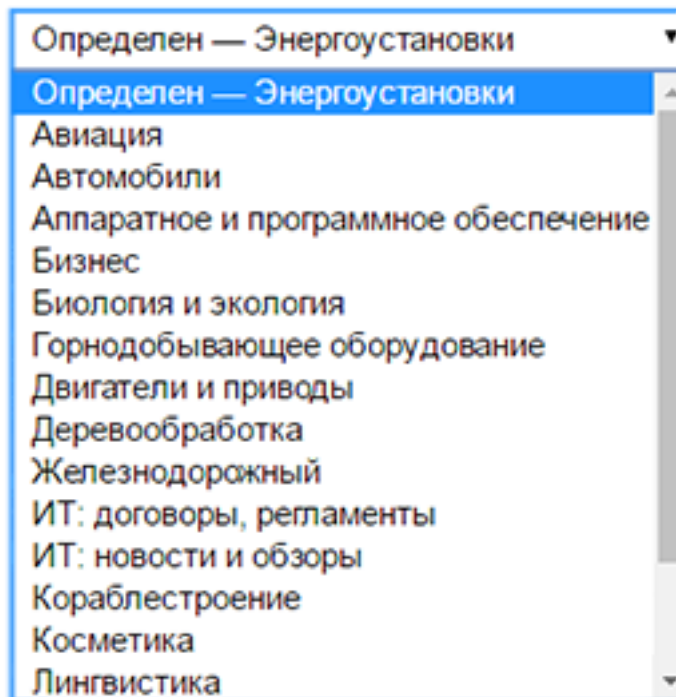 Определен — Энергоустановки
Определен — Энергоустановки
Авиация
Автомобили
Аппаратное и программное обеспечение
Бизнес
Биология и экология
Горнодобывающее оборудование
Двигатели и приводы
Деревообработка
Железнодорожный
ИТ: договоры, регламенты
ИТ: новости и обзоры
Кораблестроение
Косметика
Лингвистика